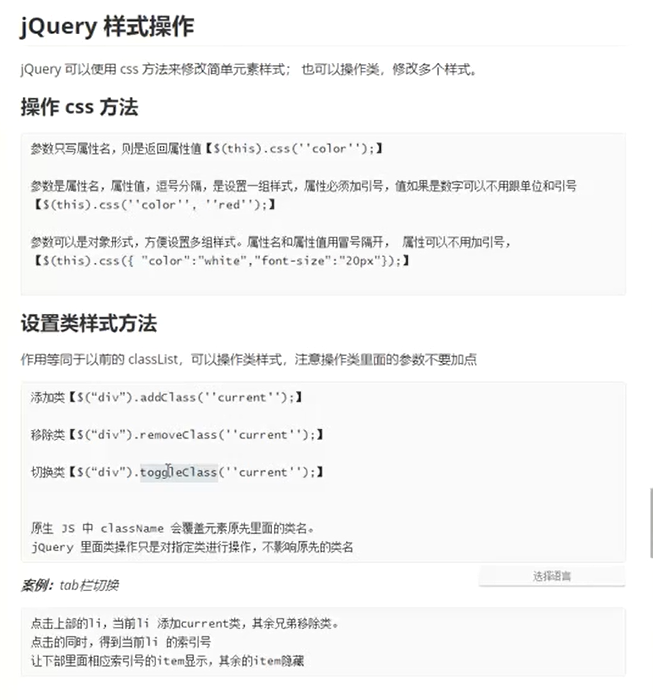 jQuery 样式操作
jQuery 可以使用 css 方法来修改简单元素样式； 也可以操作类，修改多个样式。
操作 css 方法
参数只写属性名，则是返回属性值【$(this).css(''color'');】
参数是属性名，属性值，逗号分隔，是设置一组样式，属性必须加引号，值如果是数字可以不用跟单位和引号
【$(this).css(''color'', ''red'');】
参数可以是对象形式，方便设置多组样式。属性名和属性值用冒号隔开， 属性可以不用加引号，
【$(this).css({ "color":"white","font-size":"20px"});】
设置类样式方法
作用等同于以前的 classList，可以操作类样式，注意操作类里面的参数不要加点
添加类【$(“div”).addClass(''current'');】
移除类【$(“div”).removeClass(''current'');】
切换类【$(“div”).toggleClass(''current'');】
原生 JS 中 className 会覆盖元素原先里面的类名。
jQuery 里面类操作只是对指定类进行操作，不影响原先的类名
选择语言
案例：tab栏切换
点击上部的li，当前li 添加current类，其余兄弟移除类。
点击的同时，得到当前li 的索引号
让下部里面相应索引号的item显示，其余的item隐藏